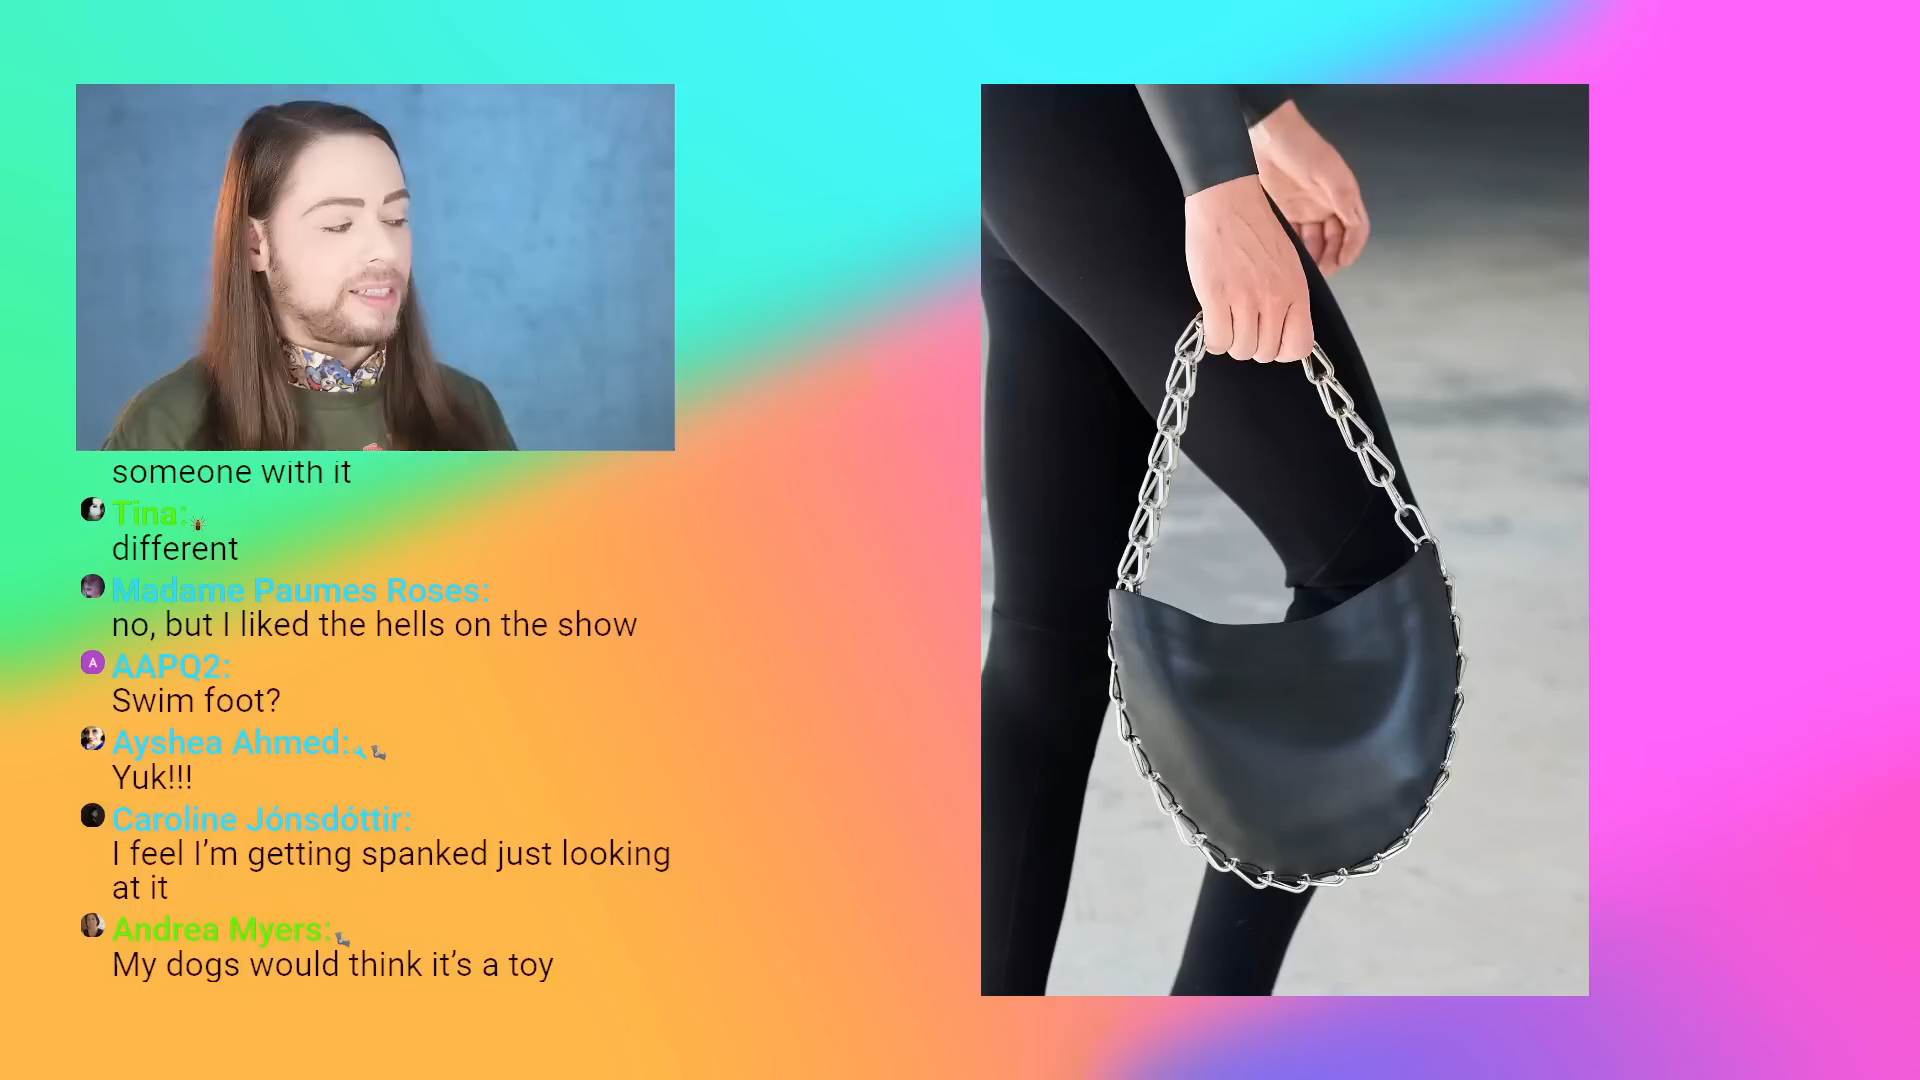 someone with it
Tina:
different
Madame Paumes Roses:
no, but I liked the hells on the show
A
AAPQ2:
Swim foot?
Ayshea Ahmed:
Yuk!!!
Caroline Jónsdóttir:
I feel I’m getting spanked just looking
at it
Andrea Myers:
My dogs would think it’s a toy